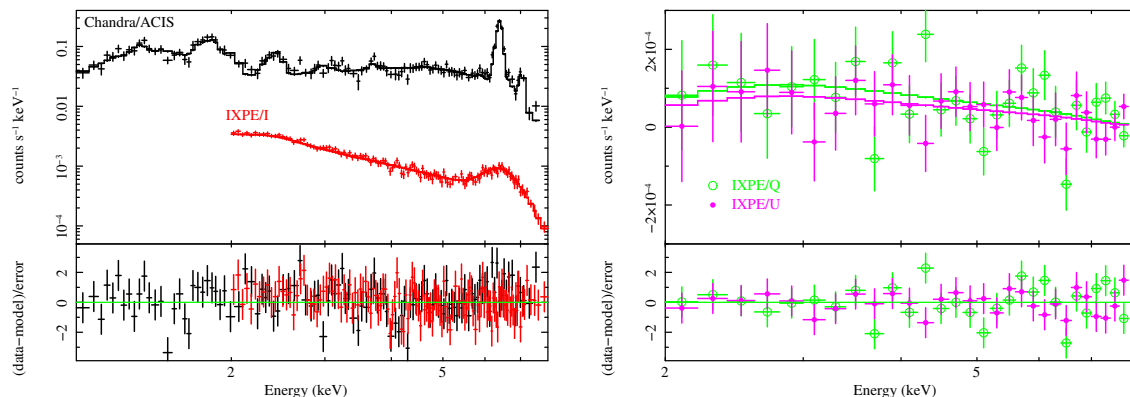 Chandra/ACIS
IXPE/I
counts s⁻¹ keV⁻¹
0.1
0.01
10⁻³
10⁻⁴
(data−model)/error
2
0
−2
2
5
Energy (keV)
counts s⁻¹ keV⁻¹
2×10⁻⁴
0
−2×10⁻⁴
IXPE/Q
IXPE/U
(data−model)/error
2
0
−2
2
5
Energy (keV)